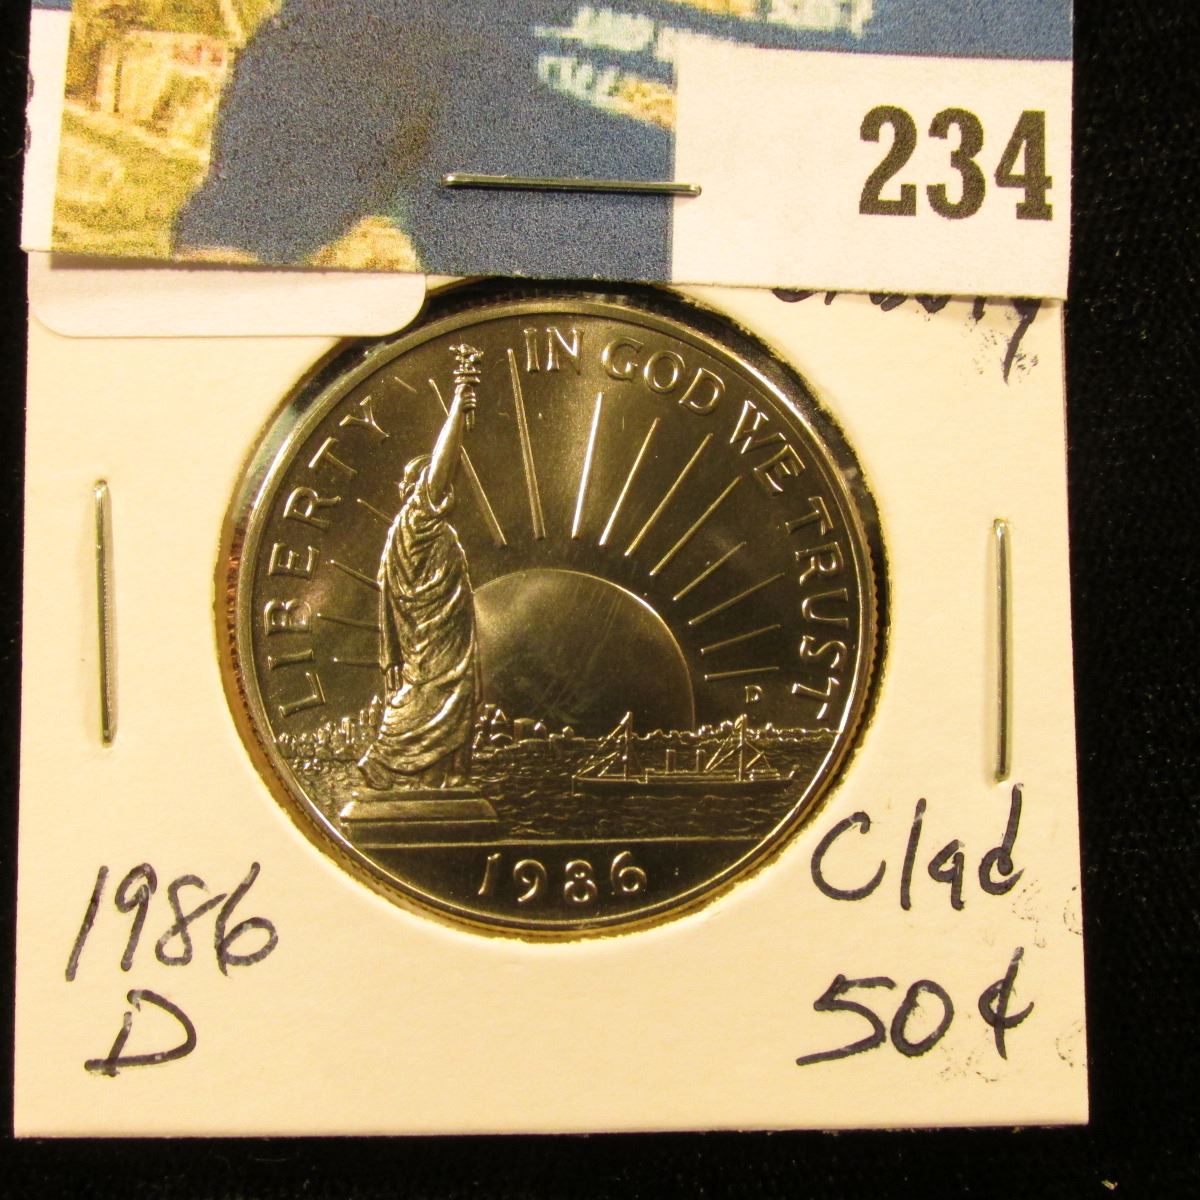 234
LIBERTY
IN GOD WE TRUST
D
1986
1986
D
Clad
50¢